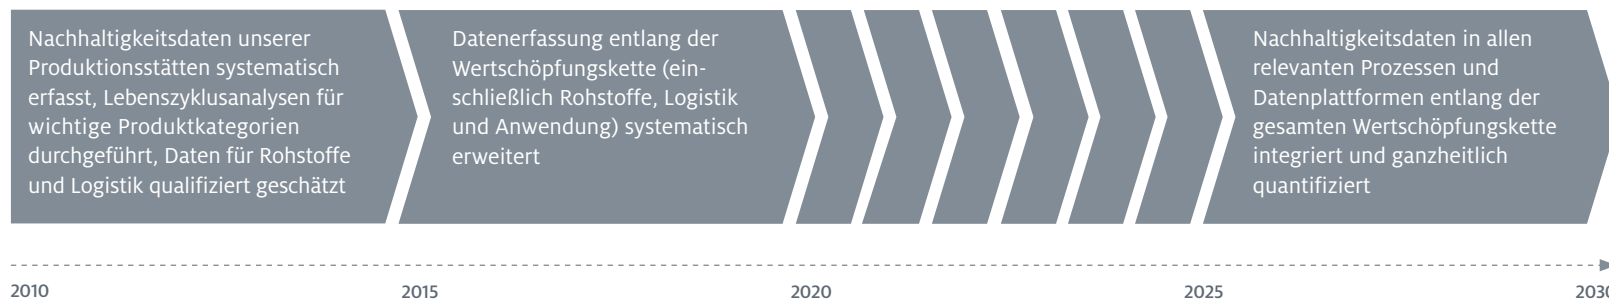 Nachhaltigkeitsdaten unserer
Produktionsstätten systematisch
erfasst, Lebenszyklusanalysen für
wichtige Produktkategorien
durchgeführt, Daten für Rohstoffe
und Logistik qualifiziert geschätzt
Datenerfassung entlang der
Wertschöpfungskette (ein-
schließlich Rohstoffe, Logistik
und Anwendung) systematisch
erweitert
Nachhaltigkeitsdaten in allen
relevanten Prozessen und
Datenplattformen entlang der
gesamten Wertschöpfungskette
integriert und ganzheitlich
quantifiziert
2010 2015 2020 2025 2030